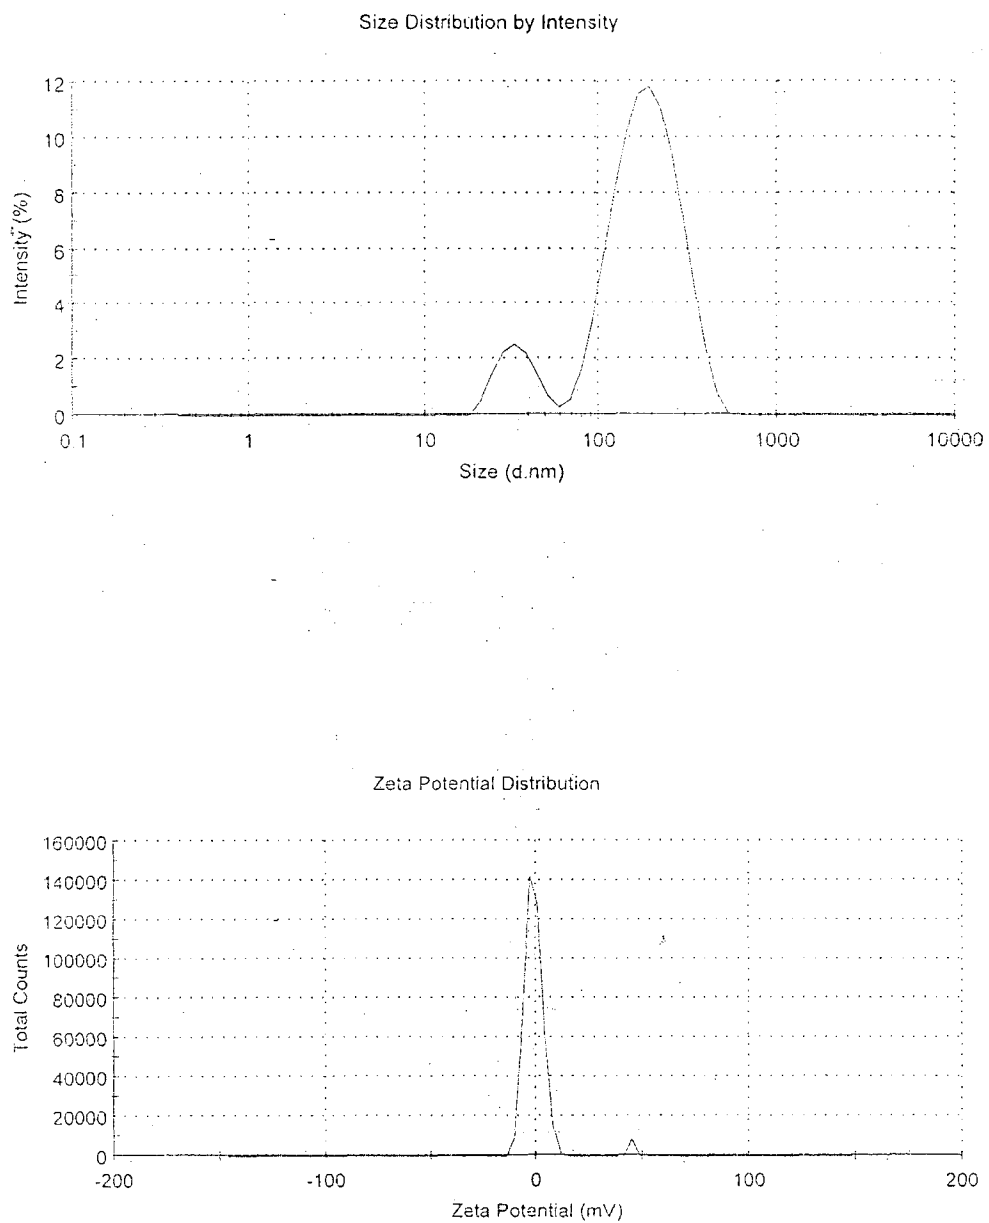 Size Distribution by Intensity
12
10
8
6
4
2
0
Intensity (%)
0.1 1 10 100 1000 10000
Size (d.nm)
Zeta Potential Distribution
160000
140000
120000
100000
80000
60000
40000
20000
0
Total Counts
-200 -100 0 100 200
Zeta Potential (mV)